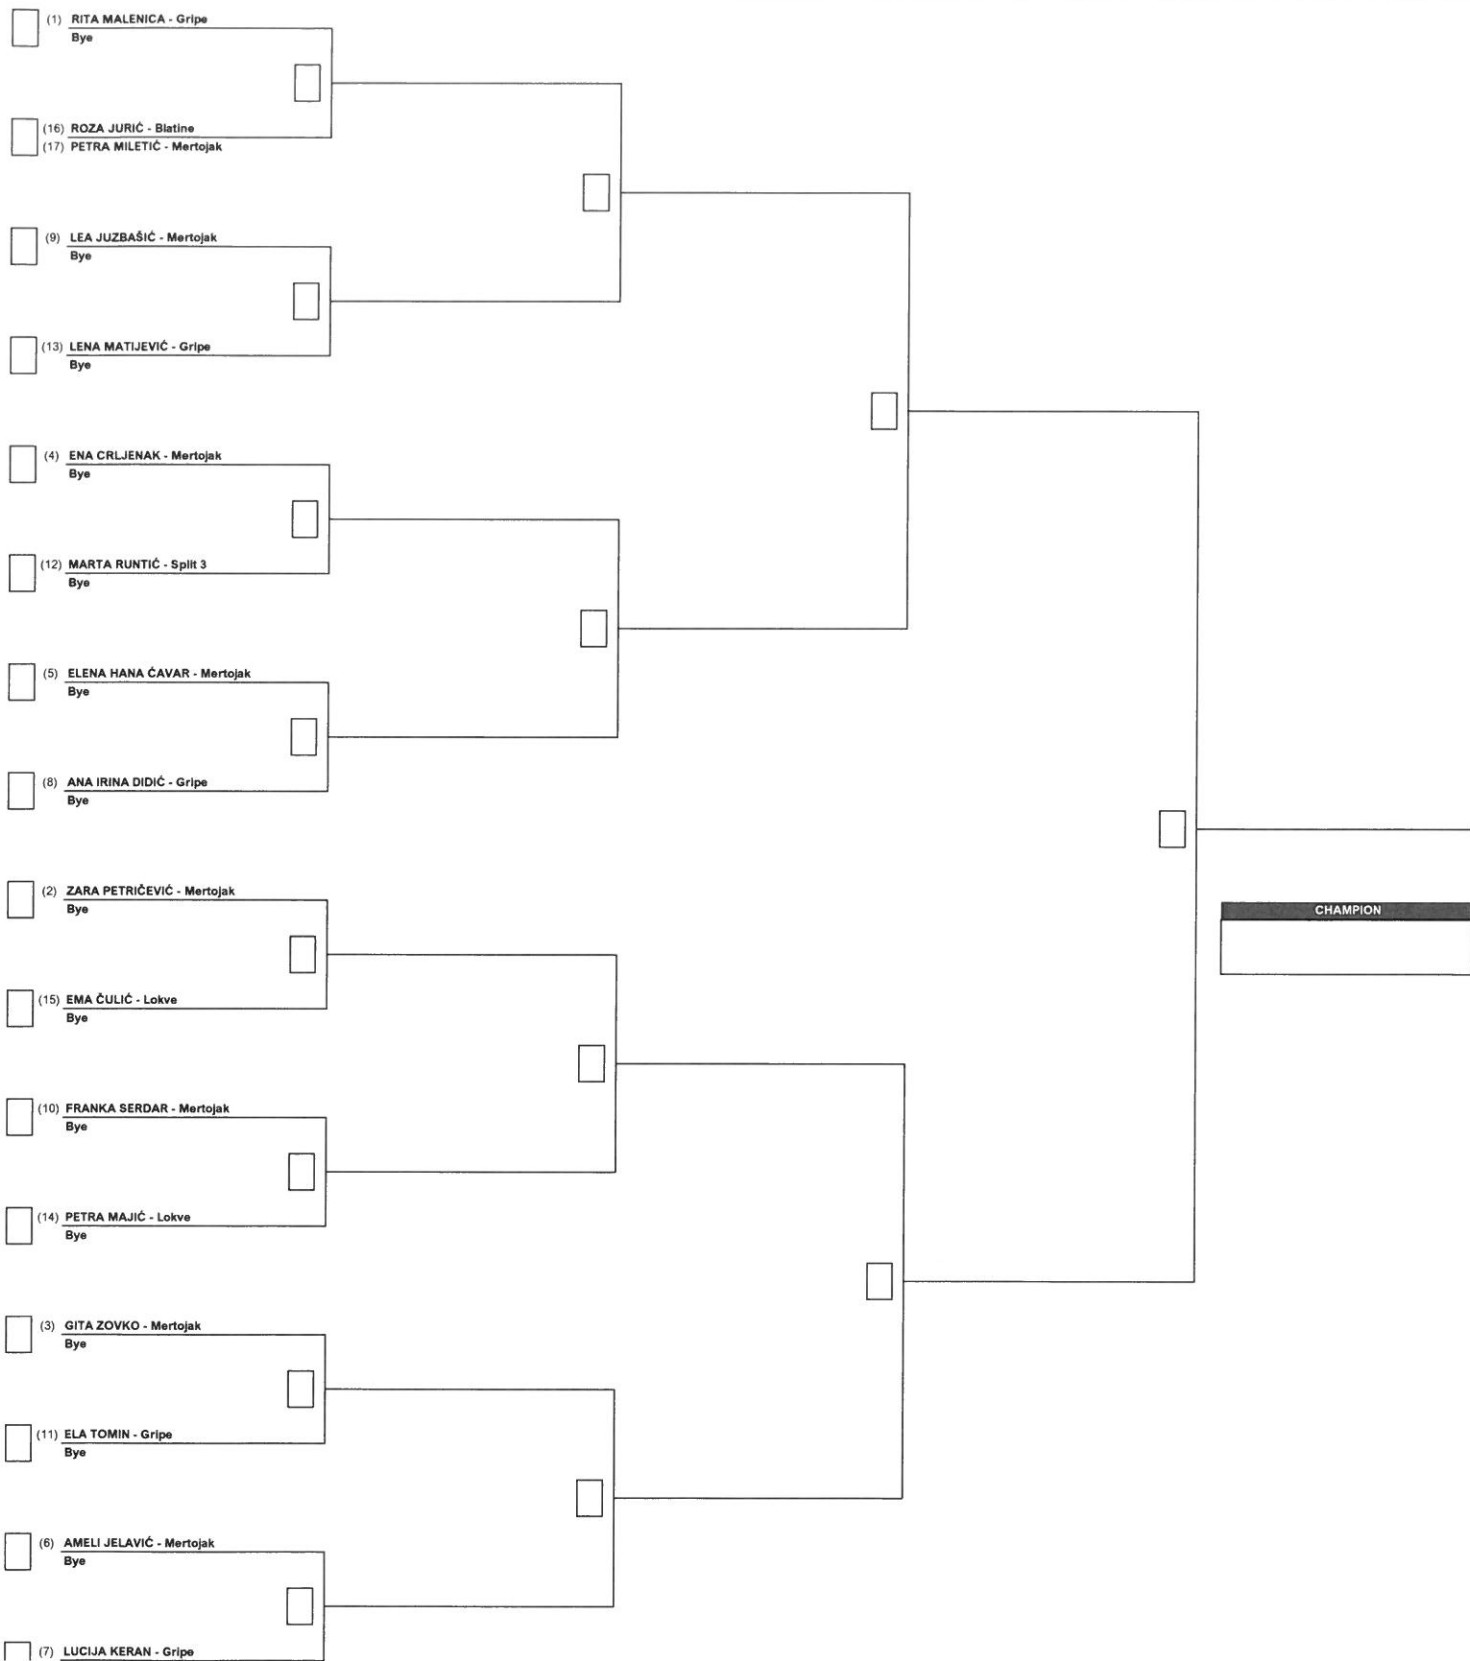 (1) RITA MALENICA - Gripe
Bye
(16) ROZA JURIĆ - Blatine
(17) PETRA MILETIĆ - Mertojak
(9) LEA JUZBAŠIĆ - Mertojak
Bye
(13) LENA MATIJEVIĆ - Gripe
Bye
(4) ENA CRLJENAK - Mertojak
Bye
(12) MARTA RUNTIĆ - Split 3
Bye
(5) ELENA HANA ĆAVAR - Mertojak
Bye
(8) ANA IRINA DIDIĆ - Gripe
Bye
(2) ZARA PETRIČEVIĆ - Mertojak
Bye
CHAMPION
(15) EMA ČULIĆ - Lokve
Bye
(10) FRANKA SERDAR - Mertojak
Bye
(14) PETRA MAJIĆ - Lokve
Bye
(3) GITA ZOVKO - Mertojak
Bye
(11) ELA TOMIN - Gripe
Bye
(6) AMELI JELAVIĆ - Mertojak
Bye
(7) LUCIJA KERAN - Gripe